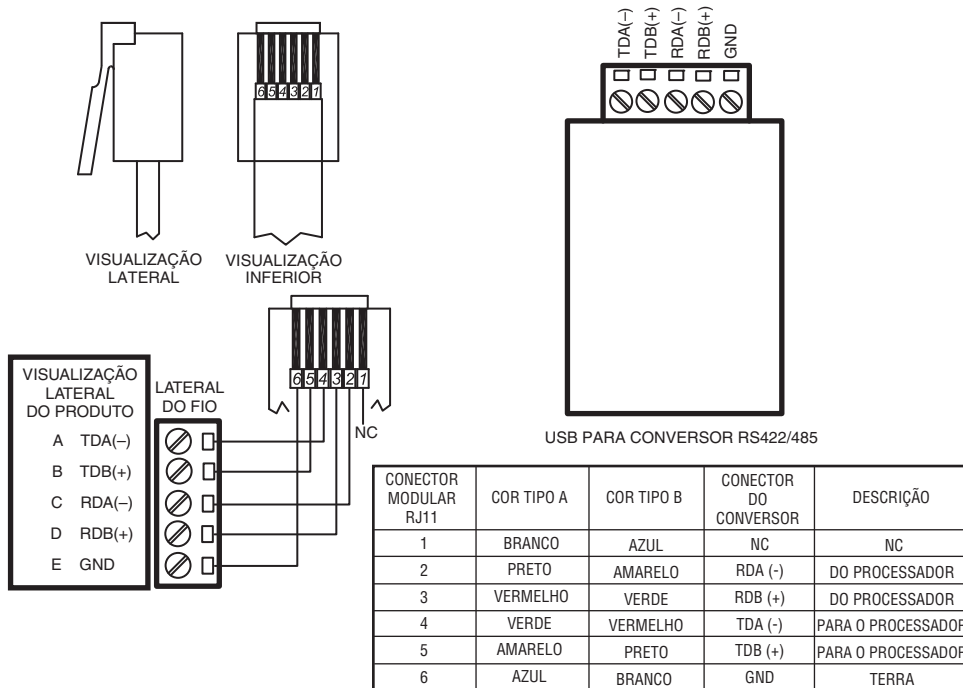 VISUALIZAÇÃO
LATERAL
6 5 4 3 2 1
VISUALIZAÇÃO
INFERIOR
TDA(–)
TDB(+)
RDA(–)
RDB(+)
GND
USB PARA CONVERSOR RS422/485
6 5 4 3 2 1
NC
VISUALIZAÇÃO
LATERAL
DO PRODUTO
A TDA(–)
B TDB(+)
C RDA(–)
D RDB(+)
E GND
LATERAL
DO FIO
CONECTOR
MODULAR
RJ11
COR TIPO A
COR TIPO B
CONECTOR
DO
CONVERSOR
DESCRIÇÃO
1 BRANCO AZUL NC NC
2 PRETO AMARELO RDA (-) DO PROCESSADOR
3 VERMELHO VERDE RDB (+) DO PROCESSADOR
4 VERDE VERMELHO TDA (-) PARA O PROCESSADOR
5 AMARELO PRETO TDB (+) PARA O PROCESSADOR
6 AZUL BRANCO GND TERRA